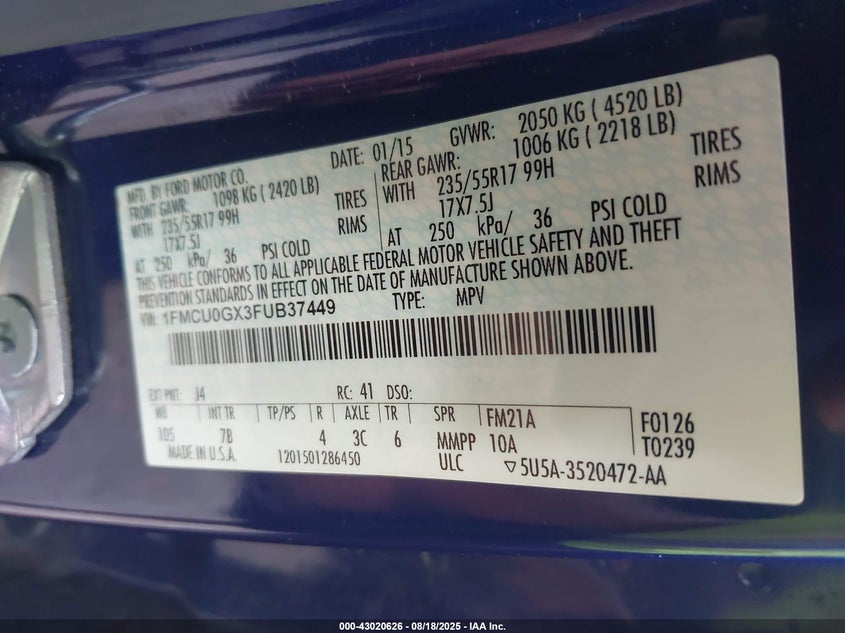 MFD. BY FORD MOTOR CO.
DATE: 01/15 GVWR: 2050 KG ( 4520 LB)
FRONT GAWR: 1098 KG ( 2420 LB)
REAR GAWR: 1006 KG ( 2218 LB)
WITH 235/55R17 99H TIRES
WITH 235/55R17 99H TIRES
17X7.5J RIMS
17X7.5J RIMS
AT 250 kPa/ 36 PSI COLD
AT 250 kPa/ 36 PSI COLD
THIS VEHICLE CONFORMS TO ALL APPLICABLE FEDERAL MOTOR VEHICLE SAFETY AND THEFT
PREVENTION STANDARDS IN EFFECT ON THE DATE OF MANUFACTURE SHOWN ABOVE.
VIN: 1FMCU0GX3FUB37449 TYPE: MPV
EXT PNT: J4 RC: 41 DSO:
WB INT TR TP/PS R AXLE TR SPR FM21A F0126
105 7B 4 3C 6 MMPP 10A T0239
MADE IN U.S.A. 1201501286450 ULC ▽5U5A-3520472-AA
000-43020626 - 08/18/2025 - IAA Inc.